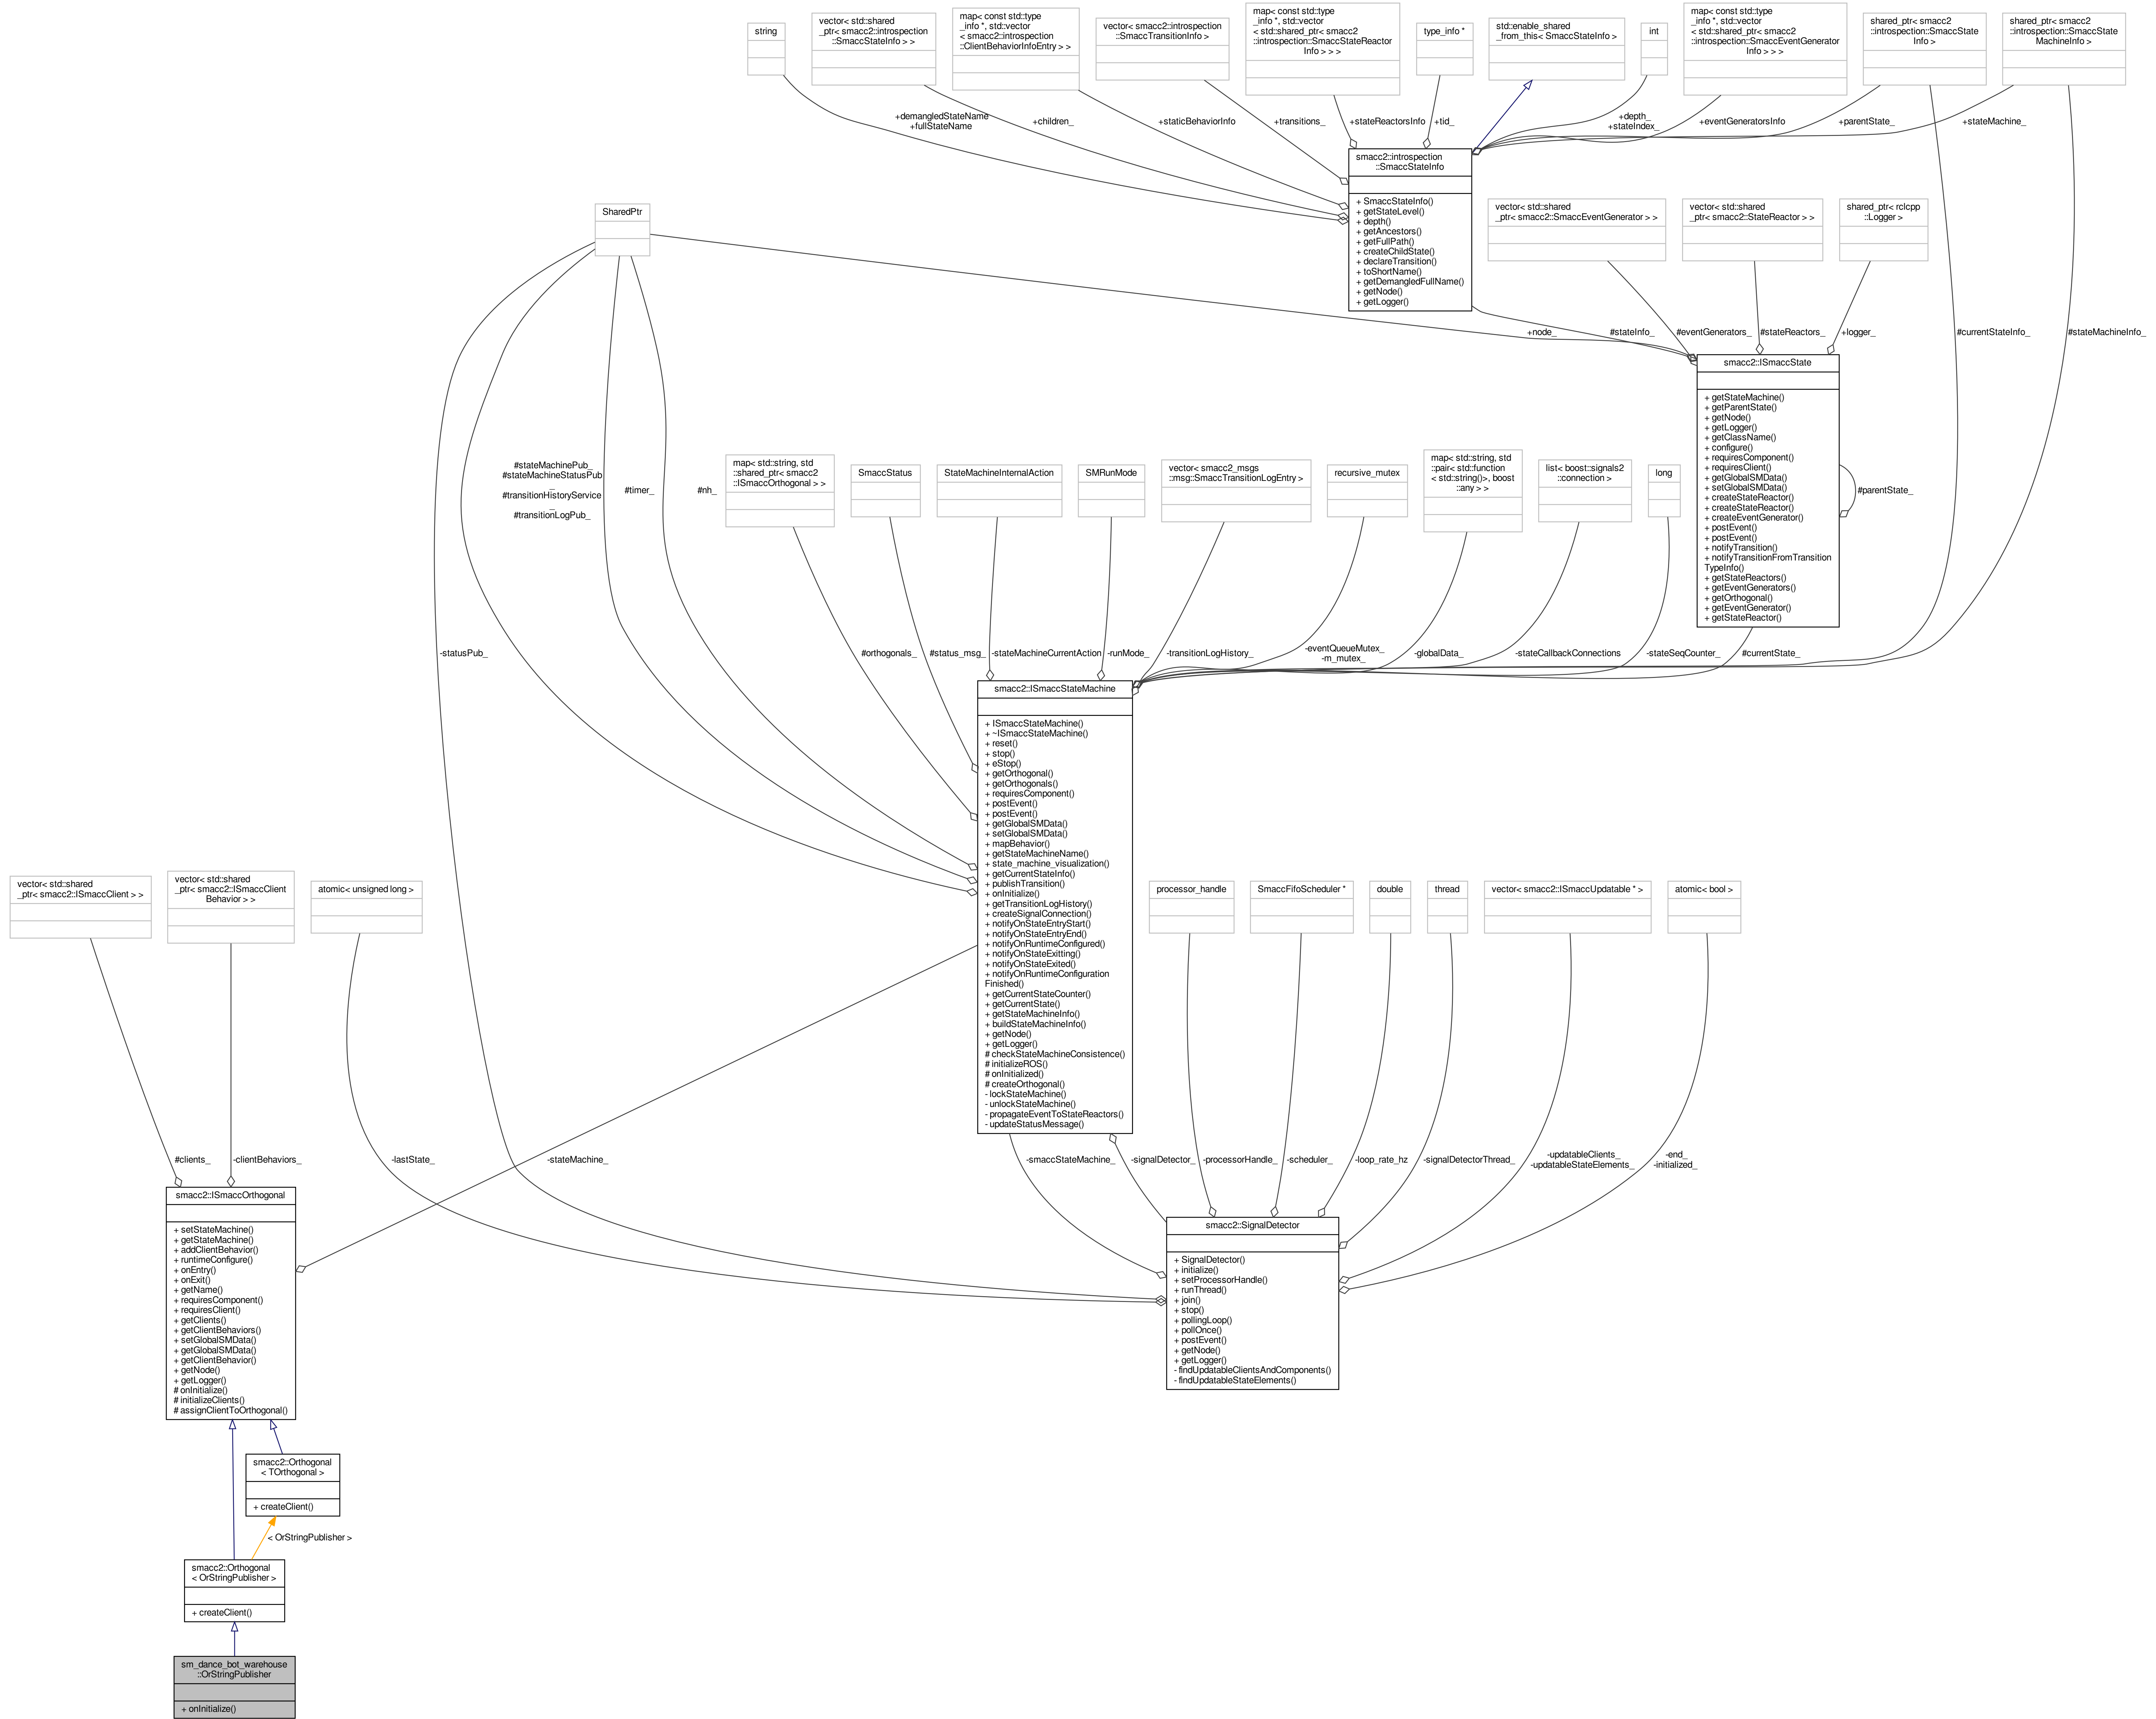 string
vector< std::shared
_ptr< smacc2::introspection
::SmaccStateInfo > >
map< const std::type
_info *, std::vector
< smacc2::introspection
::ClientBehaviorInfoEntry > >
vector< smacc2::introspection
::SmaccTransitionInfo >
map< const std::type
_info *, std::vector
< std::shared_ptr< smacc2
::introspection::SmaccStateReactor
Info > > >
type_info *
std::enable_shared
_from_this< SmaccStateInfo >
int
map< const std::type
_info *, std::vector
< std::shared_ptr< smacc2
::introspection::SmaccEventGenerator
Info > > >
shared_ptr< smacc2
::introspection::SmaccState
Info >
shared_ptr< smacc2
::introspection::SmaccState
MachineInfo >
+demangledStateName
+fullStateName
+children_
+staticBehaviorInfo
+transitions_
+stateReactorsInfo
+tid_
+depth_
+stateIndex_
+eventGeneratorsInfo
+parentState_
+stateMachine_
smacc2::introspection
::SmaccStateInfo
+ SmaccStateInfo()
+ getStateLevel()
+ depth()
+ getAncestors()
+ getFullPath()
+ createChildState()
+ declareTransition()
+ toShortName()
+ getDemangledFullName()
+ getNode()
+ getLogger()
SharedPtr
vector< std::shared
_ptr< smacc2::SmaccEventGenerator > >
vector< std::shared
_ptr< smacc2::StateReactor > >
shared_ptr< rclcpp
::Logger >
+node_
#stateInfo_
#eventGenerators_
#stateReactors_
+logger_
#currentStateInfo_
#stateMachineInfo_
smacc2::ISmaccState
+ getStateMachine()
+ getParentState()
+ getNode()
+ getLogger()
+ getClassName()
+ configure()
+ requiresComponent()
+ requiresClient()
+ getGlobalSMData()
+ setGlobalSMData()
+ createStateReactor()
+ createStateReactor()
+ createEventGenerator()
+ postEvent()
+ postEvent()
+ notifyTransition()
+ notifyTransitionFromTransition
TypeInfo()
+ getStateReactors()
+ getEventGenerators()
+ getOrthogonal()
+ getEventGenerator()
+ getStateReactor()
#parentState_
#stateMachinePub_
#stateMachineStatusPub
_
#transitionHistoryService
_
#transitionLogPub_
#timer_
#nh_
map< std::string, std
::shared_ptr< smacc2
::ISmaccOrthogonal > >
SmaccStatus
StateMachineInternalAction
SMRunMode
vector< smacc2_msgs
::msg::SmaccTransitionLogEntry >
recursive_mutex
map< std::string, std
::pair< std::function
< std::string()>, boost
::any > >
list< boost::signals2
::connection >
long
-statusPub_
#orthogonals_
#status_msg_
-stateMachineCurrentAction
-runMode_
-transitionLogHistory_
-eventQueueMutex_
-m_mutex_
-globalData_
-stateCallbackConnections
-stateSeqCounter_
#currentState_
smacc2::ISmaccStateMachine
+ ISmaccStateMachine()
+ ~ISmaccStateMachine()
+ reset()
+ stop()
+ eStop()
+ getOrthogonal()
+ getOrthogonals()
+ requiresComponent()
+ postEvent()
+ postEvent()
+ getGlobalSMData()
+ setGlobalSMData()
+ mapBehavior()
+ getStateMachineName()
+ state_machine_visualization()
+ getCurrentStateInfo()
+ publishTransition()
+ onInitialize()
+ getTransitionLogHistory()
+ createSignalConnection()
+ notifyOnStateEntryStart()
+ notifyOnStateEntryEnd()
+ notifyOnRuntimeConfigured()
+ notifyOnStateExitting()
+ notifyOnStateExited()
+ notifyOnRuntimeConfiguration
Finished()
+ getCurrentStateCounter()
+ getCurrentState()
+ getStateMachineInfo()
+ buildStateMachineInfo()
+ getNode()
+ getLogger()
# checkStateMachineConsistence()
# initializeROS()
# onInitialized()
# createOrthogonal()
- lockStateMachine()
- unlockStateMachine()
- propagateEventToStateReactors()
- updateStatusMessage()
vector< std::shared
_ptr< smacc2::ISmaccClient > >
vector< std::shared
_ptr< smacc2::ISmaccClient
Behavior > >
atomic< unsigned long >
processor_handle
SmaccFifoScheduler *
double
thread
vector< smacc2::ISmaccUpdatable * >
atomic< bool >
#clients_
-clientBehaviors_
-lastState_
-stateMachine_
-smaccStateMachine_
-signalDetector_
-processorHandle_
-scheduler_
-loop_rate_hz
-signalDetectorThread_
-updatableClients_
-updatableStateElements_
-end_
-initialized_
smacc2::ISmaccOrthogonal
+ setStateMachine()
+ getStateMachine()
+ addClientBehavior()
+ runtimeConfigure()
+ onEntry()
+ onExit()
+ getName()
+ requiresComponent()
+ requiresClient()
+ getClients()
+ getClientBehaviors()
+ setGlobalSMData()
+ getGlobalSMData()
+ getClientBehavior()
+ getNode()
+ getLogger()
# onInitialize()
# initializeClients()
# assignClientToOrthogonal()
smacc2::SignalDetector
+ SignalDetector()
+ initialize()
+ setProcessorHandle()
+ runThread()
+ join()
+ stop()
+ pollingLoop()
+ pollOnce()
+ postEvent()
+ getNode()
+ getLogger()
- findUpdatableClientsAndComponents()
- findUpdatableStateElements()
smacc2::Orthogonal
< TOrthogonal >
+ createClient()
< OrStringPublisher >
smacc2::Orthogonal
< OrStringPublisher >
+ createClient()
sm_dance_bot_warehouse
::OrStringPublisher
+ onInitialize()